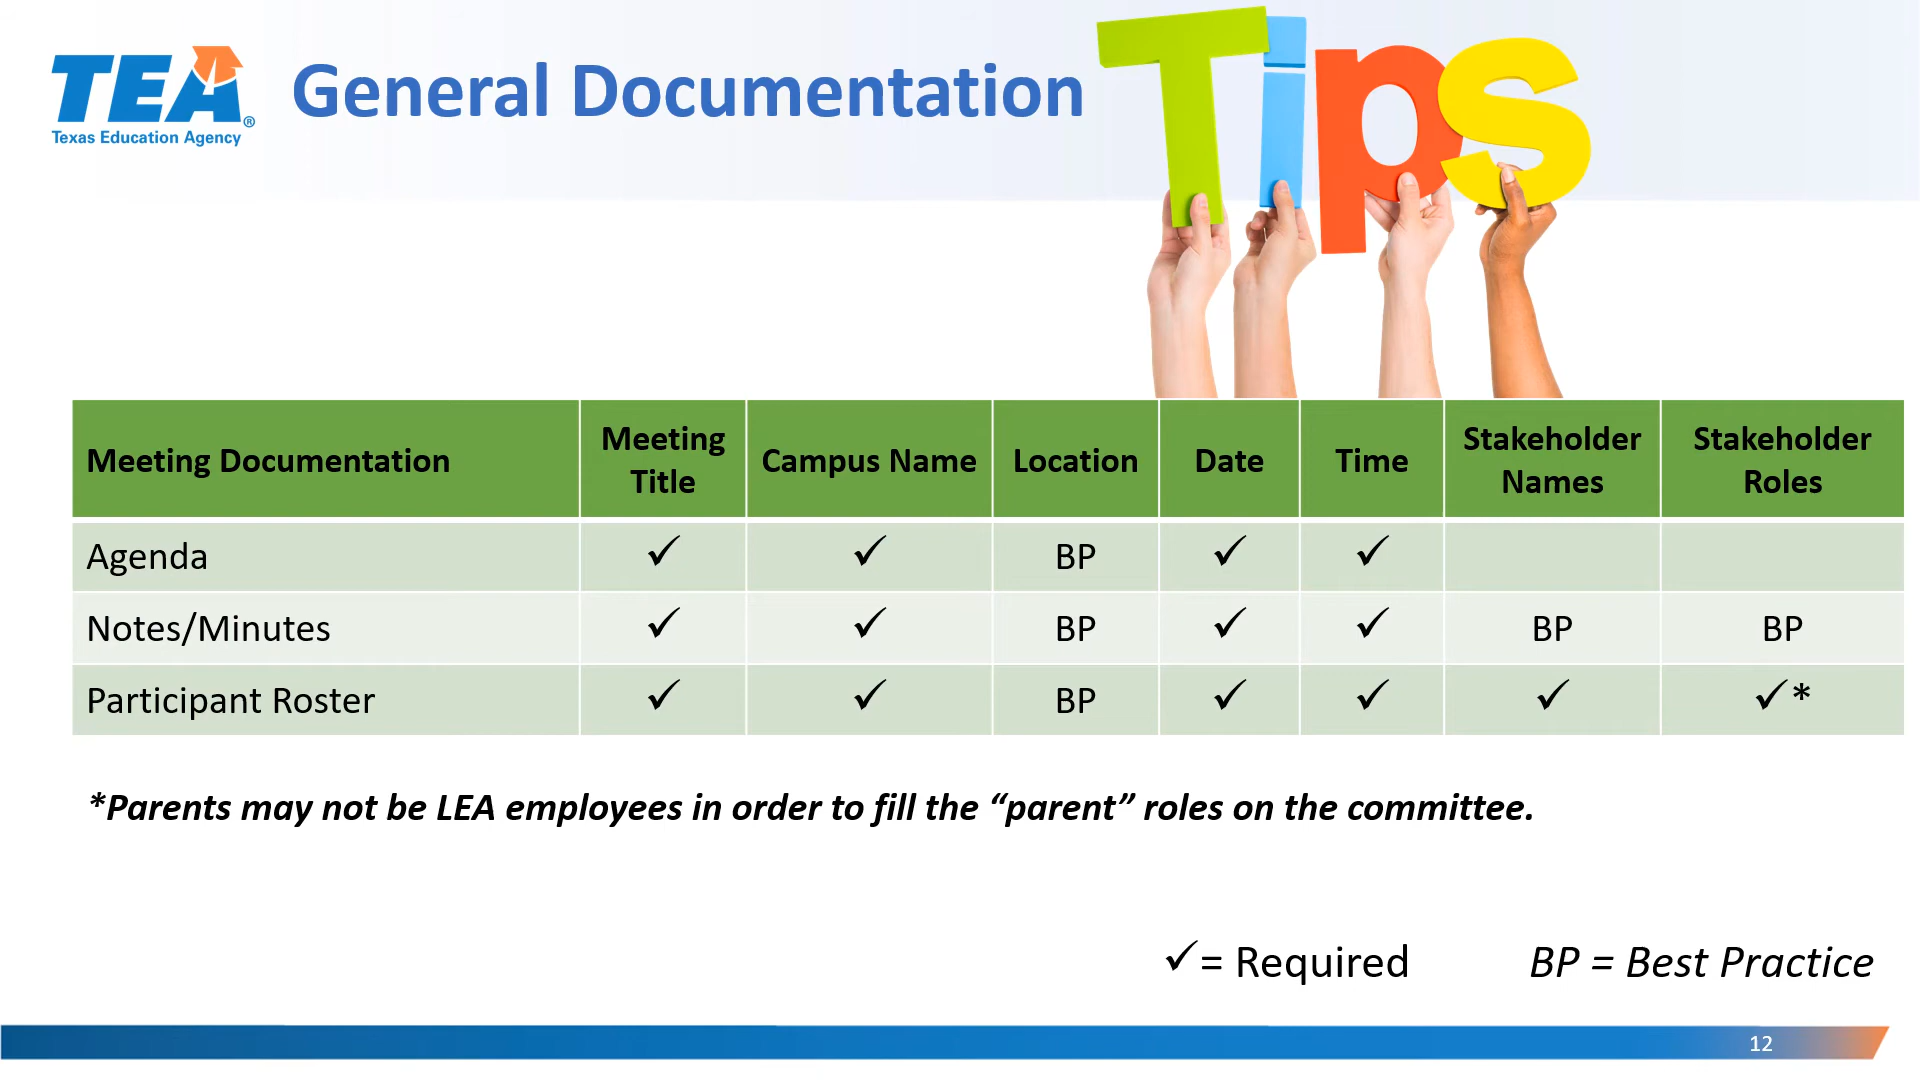 TEA®
Texas Education Agency
General Documentation
Tips
Meeting Documentation | Meeting Title | Campus Name | Location | Date | Time | Stakeholder Names | Stakeholder Roles
Agenda | ✓ | ✓ | BP | ✓ | ✓ | |
Notes/Minutes | ✓ | ✓ | BP | ✓ | ✓ | BP | BP
Participant Roster | ✓ | ✓ | BP | ✓ | ✓ | ✓ | ✓*
*Parents may not be LEA employees in order to fill the “parent” roles on the committee.
✓= Required BP = Best Practice
12